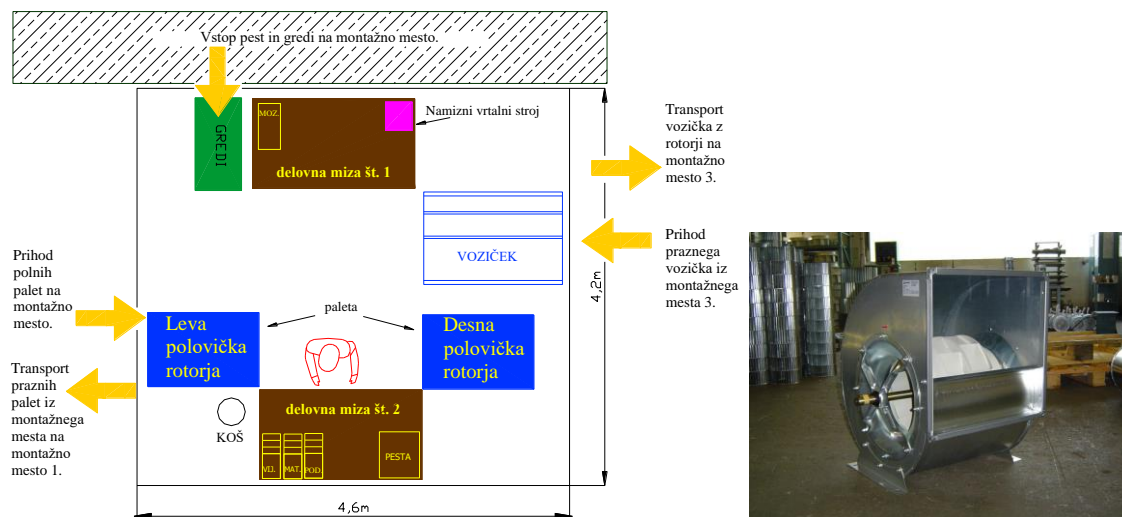 Vstop pest in gredi na montažno mesto.
GREDI
MOZ.
Namizni vrtalni stroj
delovna miza št. 1
Transport
vozička z
rotorji na
montažno
mesto 3.
VOZIČEK
Prihod
praznega
vozička iz
montažnega
mesta 3.
4,2m
Prihod
polnih
palet na
montažno
mesto.
Leva
polovička
rotorja
paleta
Desna
polovička
rotorja
Transport
praznih
palet iz
montažnega
mesta na
montažno
mesto 1.
KOŠ
delovna miza št. 2
VIJ.
MAT.
POD.
PESTA
4,6m